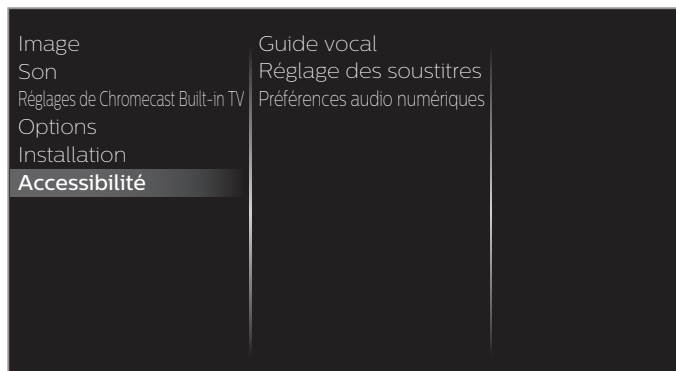 Image
Son
Réglages de Chromecast Built-in TV
Options
Installation
Accessibilité
Guide vocal
Réglage des soustitres
Préférences audio numériques